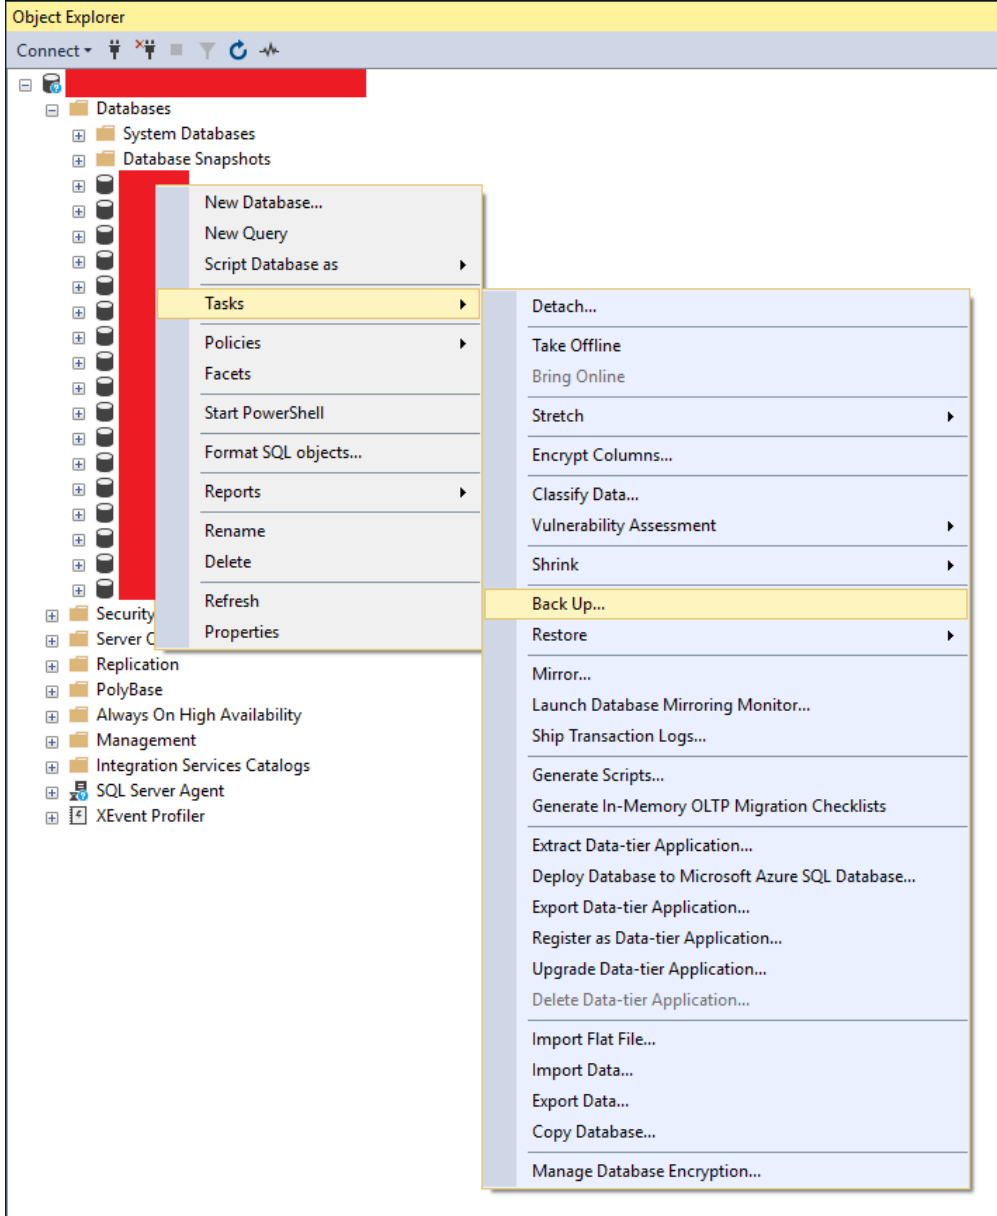 Object Explorer
Connect
Databases
System Databases
Database Snapshots
New Database...
New Query
Script Database as
Tasks
Policies
Facets
Start PowerShell
Format SQL objects...
Reports
Rename
Delete
Refresh
Properties
Detach...
Take Offline
Bring Online
Stretch
Encrypt Columns...
Classify Data...
Vulnerability Assessment
Shrink
Back Up...
Restore
Mirror...
Launch Database Mirroring Monitor...
Ship Transaction Logs...
Generate Scripts...
Generate In-Memory OLTP Migration Checklists
Extract Data-tier Application...
Deploy Database to Microsoft Azure SQL Database...
Export Data-tier Application...
Register as Data-tier Application...
Upgrade Data-tier Application...
Delete Data-tier Application...
Import Flat File...
Import Data...
Export Data...
Copy Database...
Manage Database Encryption...
Security
Server
Replication
PolyBase
Always On High Availability
Management
Integration Services Catalogs
SQL Server Agent
XEvent Profiler